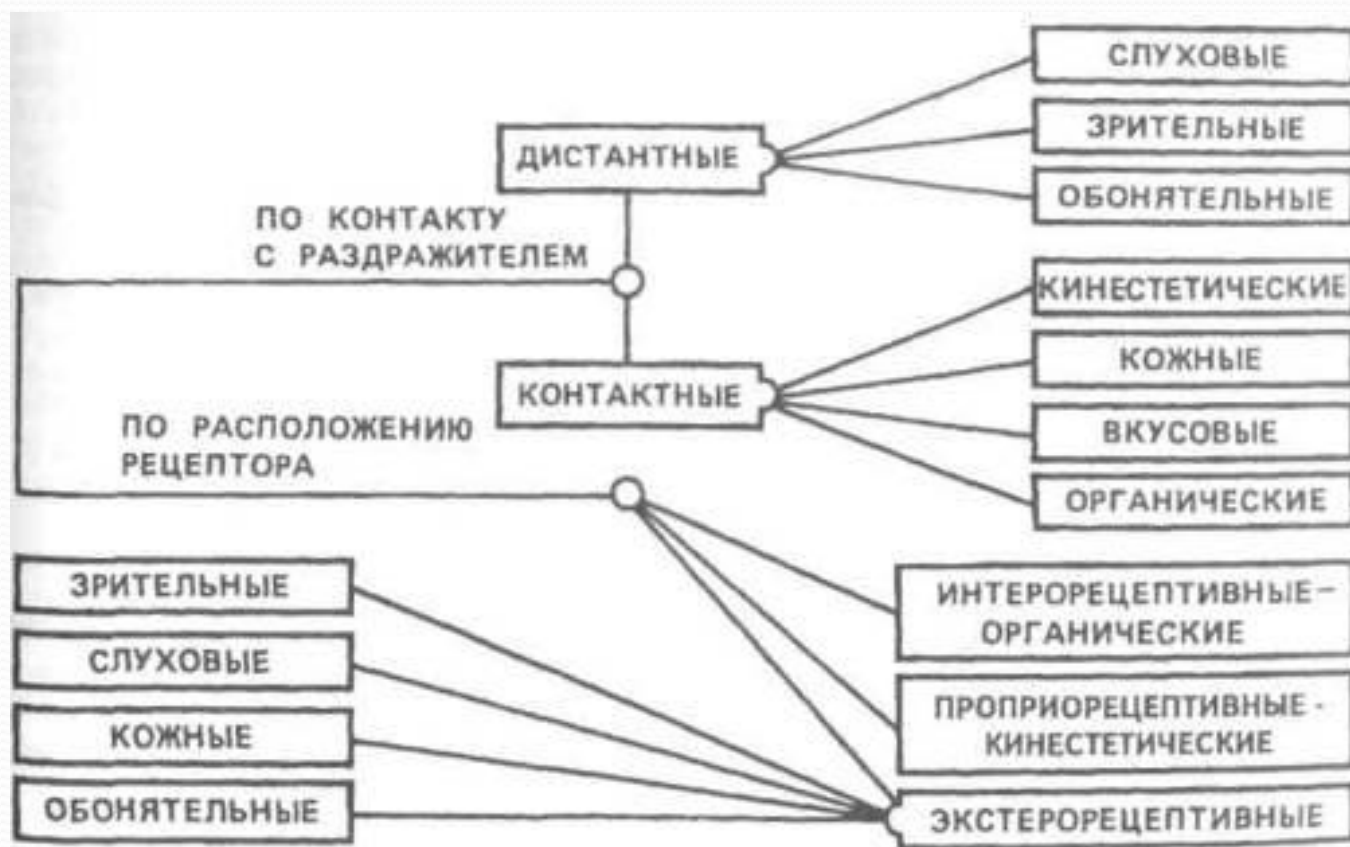 СЛУХОВЫЕ
ДИСТАНТНЫЕ
ЗРИТЕЛЬНЫЕ
ОБОНЯТЕЛЬНЫЕ
ПО КОНТАКТУ
С РАЗДРАЖИТЕЛЕМ
КИНЕСТЕТИЧЕСКИЕ
КОЖНЫЕ
КОНТАКТНЫЕ
ВКУСОВЫЕ
ОРГАНИЧЕСКИЕ
ПО РАСПОЛОЖЕНИЮ
РЕЦЕПТОРА
ЗРИТЕЛЬНЫЕ
СЛУХОВЫЕ
КОЖНЫЕ
ОБОНЯТЕЛЬНЫЕ
ИНТЕРОРЕЦЕПТИВНЫЕ–
ОРГАНИЧЕСКИЕ
ПРОПРИОРЕЦЕПТИВНЫЕ-
КИНЕСТЕТИЧЕСКИЕ
ЭКСТЕРОРЕЦЕПТИВНЫЕ